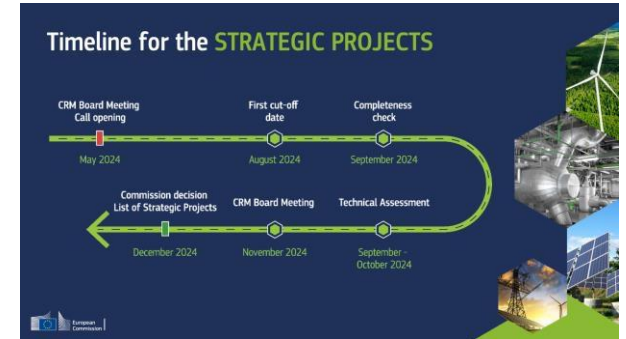 Timeline for the STRATEGIC PROJECTS
CRM Board Meeting
Call opening
May 2024
First cut-off
date
August 2024
Completeness
check
September 2024
Technical Assessment
September -
October 2024
CRM Board Meeting
November 2024
Commission decision
List of Strategic Projects
December 2024
European
Commission